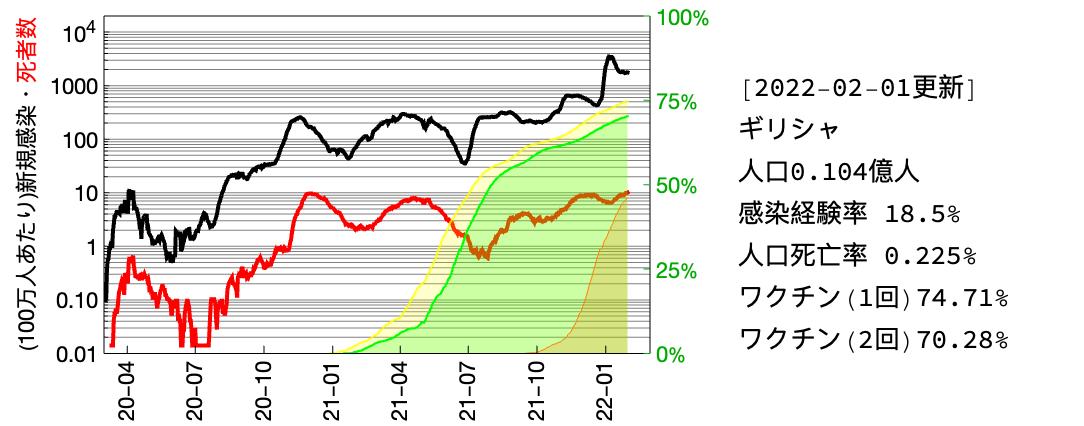 (100万人あたり)新規感染・死者数
10^4
1000
100
10
1
0.10
0.01
100%
75%
50%
25%
0%
20-04
20-07
20-10
21-01
21-04
21-07
21-10
22-01
[2022-02-01更新]
ギリシャ
人口0.104億人
感染経験率 18.5%
人口死亡率 0.225%
ワクチン(1回)74.71%
ワクチン(2回)70.28%